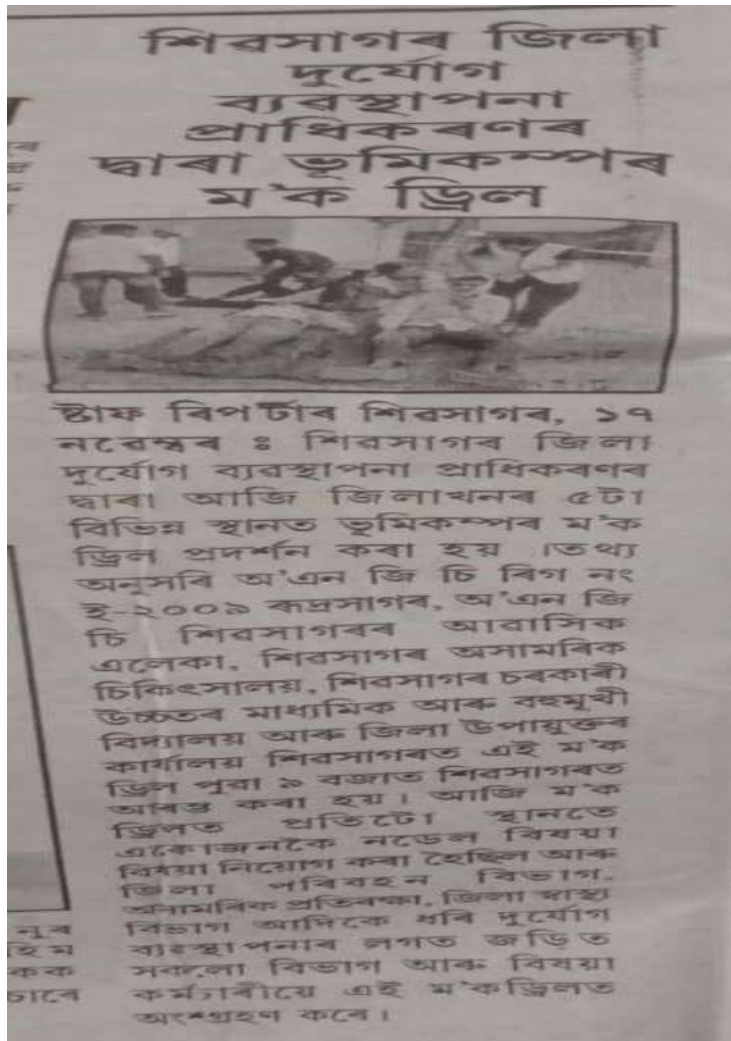 শিৱসাগৰ জিলা
দুৰ্যোগ
ব্যৱস্থাপনা
প্ৰাধিকৰণৰ
দ্বাৰা ভূমিকম্পৰ
ম'ক ড্ৰিল
ষ্টাফ ৰিপৰ্টাৰ শিৱসাগৰ, ১৭
নৱেম্বৰ ঃ শিৱসাগৰ জিলা
দুৰ্যোগ ব্যৱস্থাপনা প্ৰাধিকৰণৰ
দ্বাৰা আজি জিলাখনৰ ৫টা
বিভিন্ন স্থানত ভূমিকম্পৰ ম'ক
ড্ৰিল প্ৰদৰ্শন কৰা হয় ।তথ্য
অনুসৰি অ'এন জি চি ৰিগ নং
ই-২০০৯ ৰুদ্ৰসাগৰ, অ'এন জি
চি শিৱসাগৰৰ আবাসিক
এলেকা, শিৱসাগৰ অসামৰিক
চিকিৎসালয়, শিৱসাগৰ চৰকাৰী
উচ্চতৰ মাধ্যমিক আৰু বহুমুখী
বিদ্যালয় আৰু জিলা উপায়ুক্তৰ
কাৰ্যালয় শিৱসাগৰত এই ম'ক
ড্ৰিল পুৱা ৯ বজাত শিৱসাগৰত
আৰম্ভ কৰা হয়। আজি ম'ক
ড্ৰিলত প্ৰতিটো স্থানতে
একোজনকৈ নডেল বিষয়া
বিষয়া নিয়োগ কৰা হৈছিল আৰু
জিলা পৰিবহন বিভাগ,
অসামৰিক প্ৰতিৰক্ষা, জিলা স্বাস্থ্য
বিভাগ আদিকে ধৰি দুৰ্যোগ
ব্যৱস্থাপনাৰ লগত জড়িত
সকলো বিভাগ আৰু বিষয়া
কৰ্মচাৰীয়ে এই ম'কড্ৰিলত
অংশগ্ৰহণ কৰে।